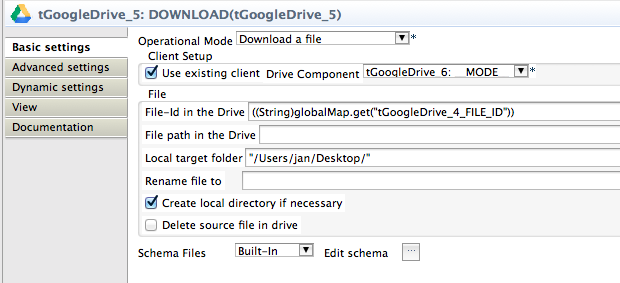 tGoogleDrive_5: DOWNLOAD(tGoogleDrive_5)
Basic settings
Advanced settings
Dynamic settings
View
Documentation
Operational Mode Download a file *
Client Setup
Use existing client Drive Component tGoogleDrive_6: __MODE__ *
File
File-Id in the Drive ((String)globalMap.get("tGoogleDrive_4_FILE_ID"))
File path in the Drive
Local target folder "/Users/jan/Desktop/"
Rename file to
Create local directory if necessary
Delete source file in drive
Schema Files Built-In Edit schema ...